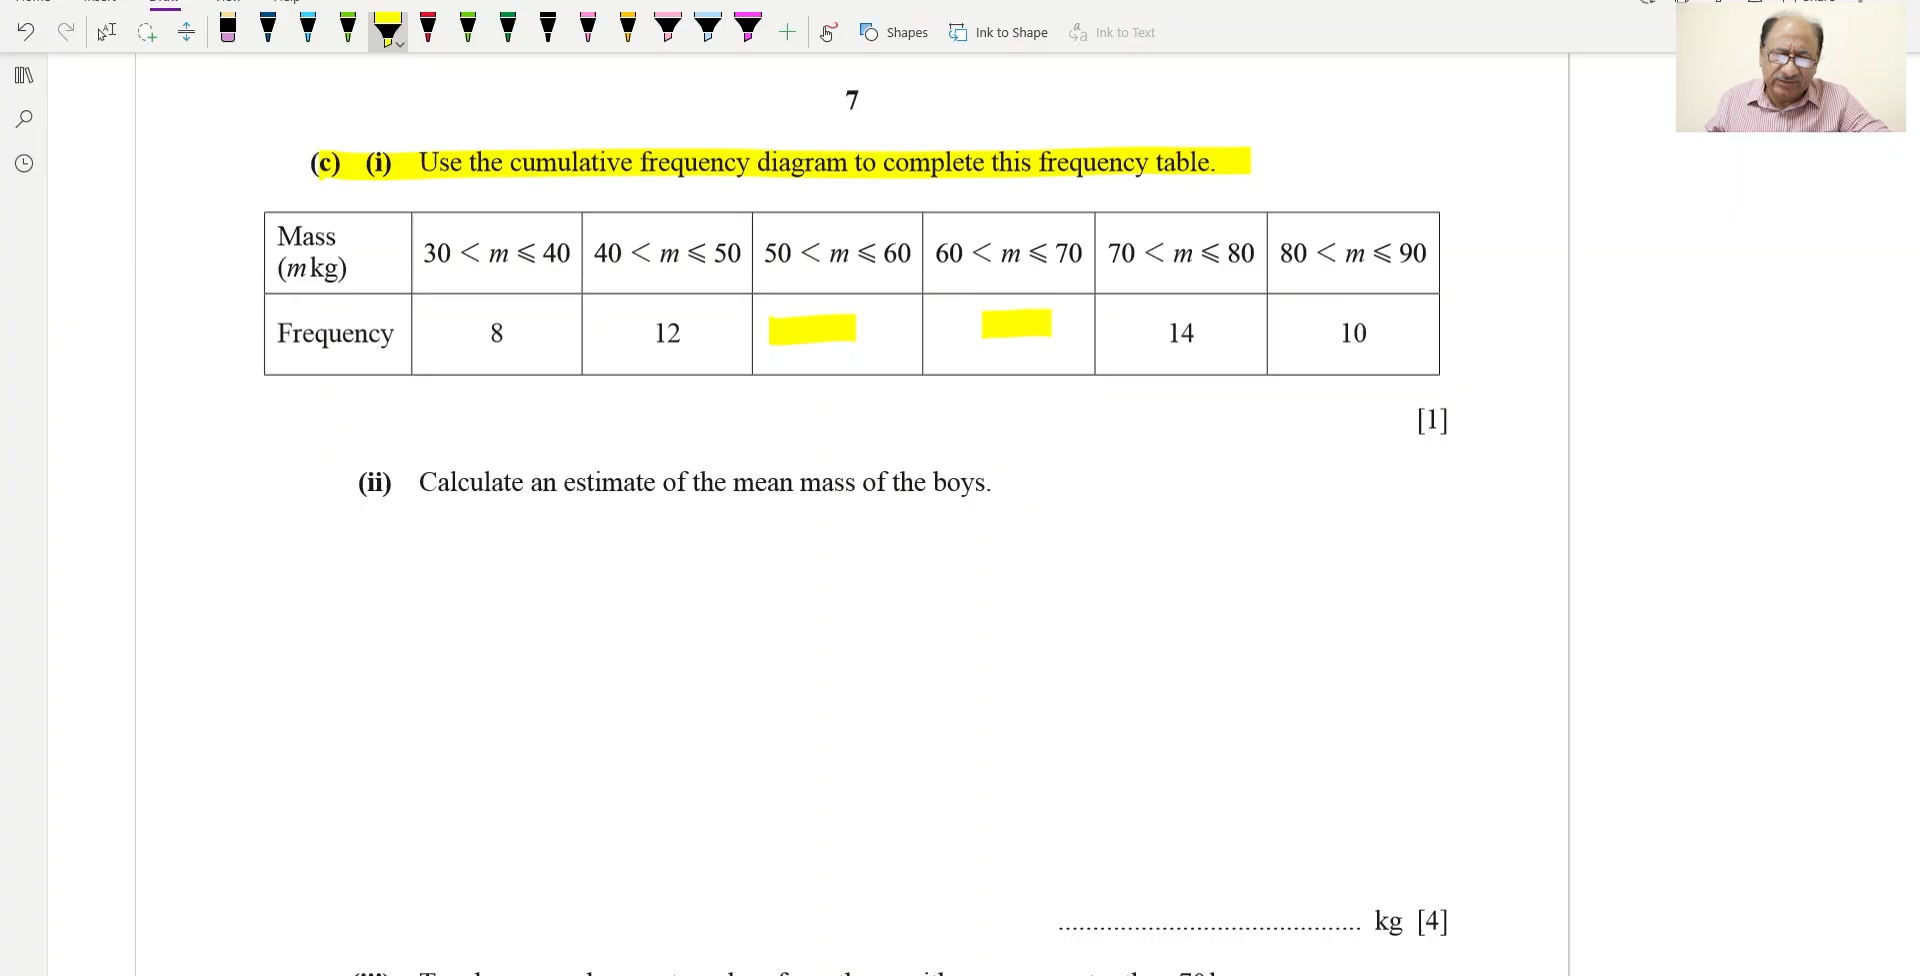 Shapes
Ink to Shape
Ink to Text
7
(c) (i) Use the cumulative frequency diagram to complete this frequency table.
Mass (m kg) 30 < m ⩽ 40 40 < m ⩽ 50 50 < m ⩽ 60 60 < m ⩽ 70 70 < m ⩽ 80 80 < m ⩽ 90
Frequency 8 12 14 10
[1]
(ii) Calculate an estimate of the mean mass of the boys.
........................................... kg [4]